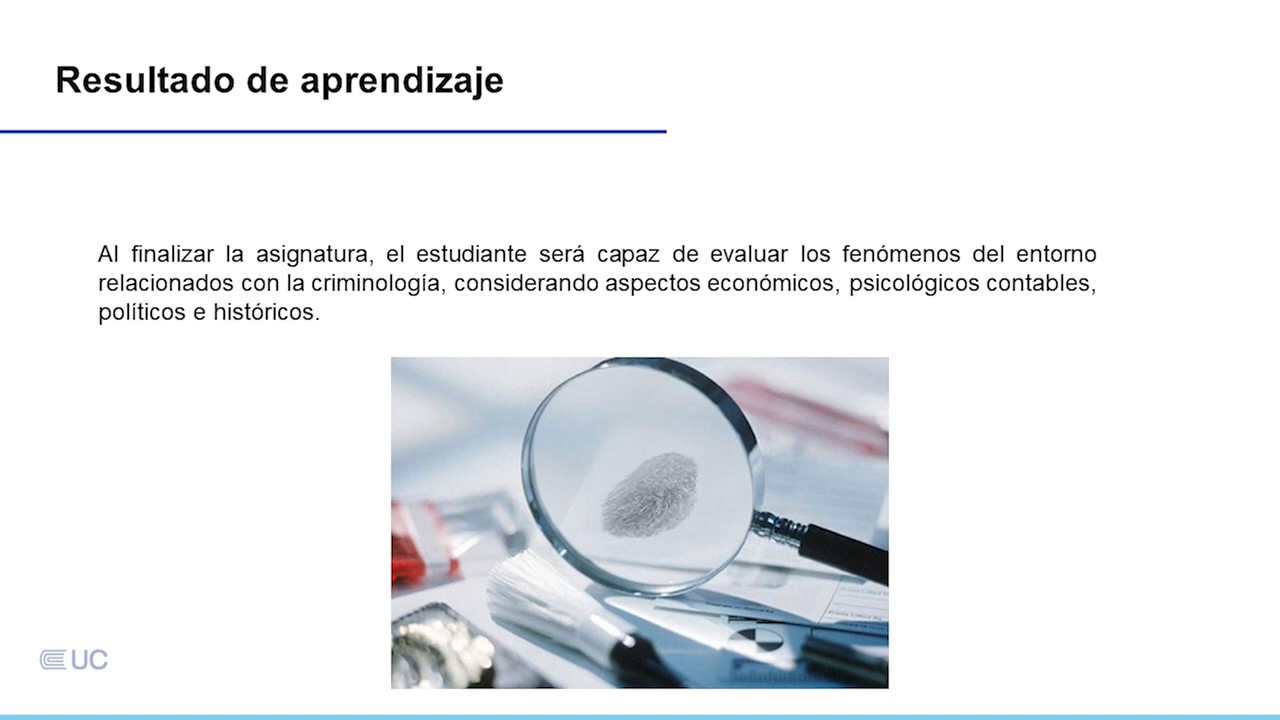 Resultado de aprendizaje
Al finalizar la asignatura, el estudiante será capaz de evaluar los fenómenos del entorno
relacionados con la criminología, considerando aspectos económicos, psicológicos contables,
políticos e históricos.
UC